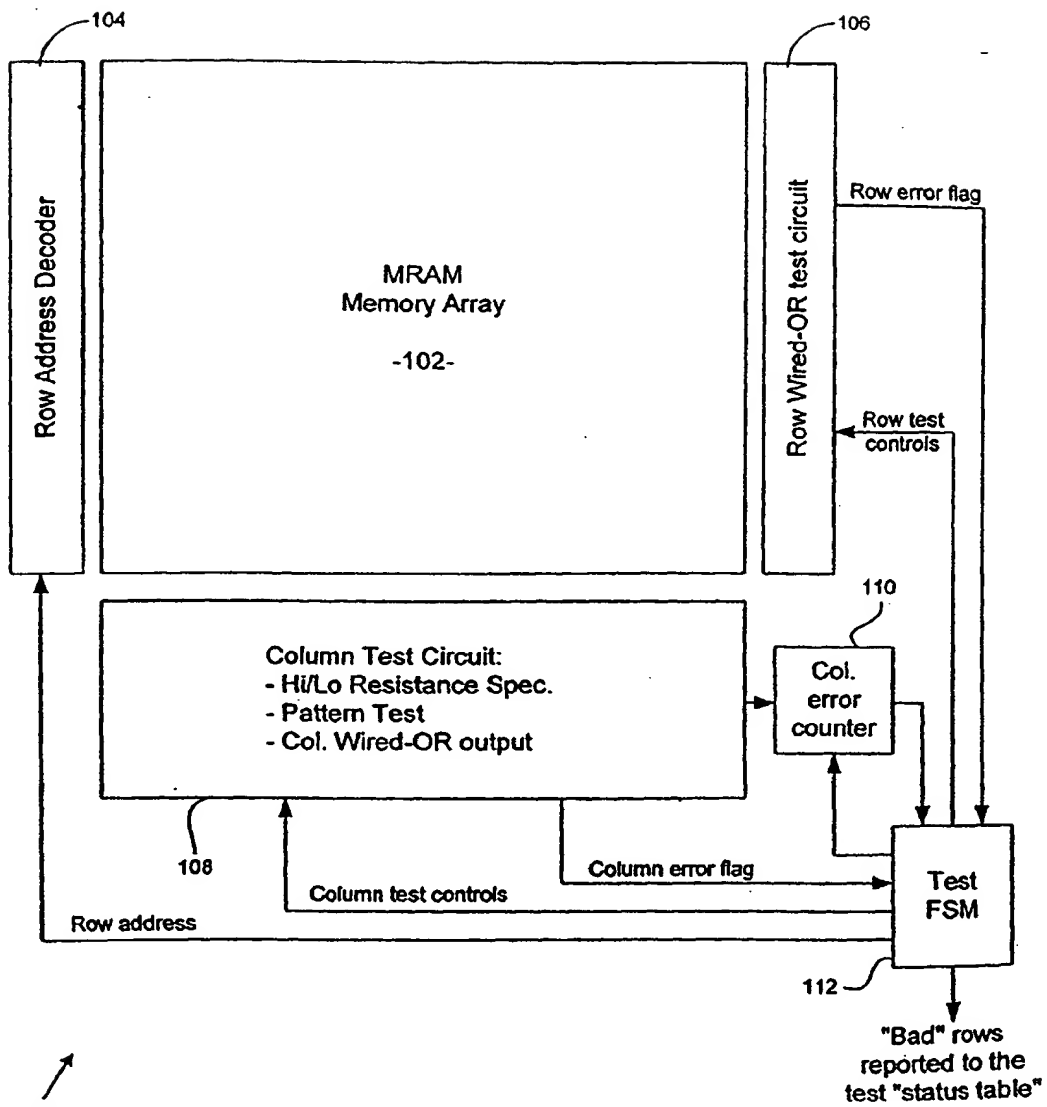 104
106
Row Address Decoder
MRAM
Memory Array
-102-
Row Wired-OR test circuit
Row error flag
Row test
controls
110
Column Test Circuit:
- Hi/Lo Resistance Spec.
- Pattern Test
- Col. Wired-OR output
Col.
error
counter
108
Column error flag
Column test controls
Row address
Test
FSM
112
"Bad" rows
reported to the
test "status table"